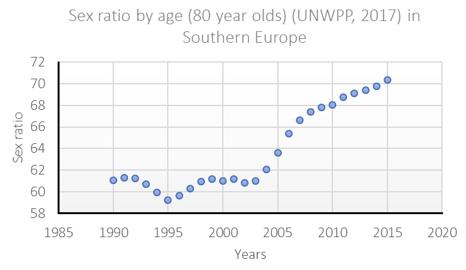 Sex ratio by age (80 year olds) (UNWPP, 2017) in
Southern Europe
72
70
68
66
64
62
60
58
Sex ratio
1985 1990 1995 2000 2005 2010 2015 2020
Years